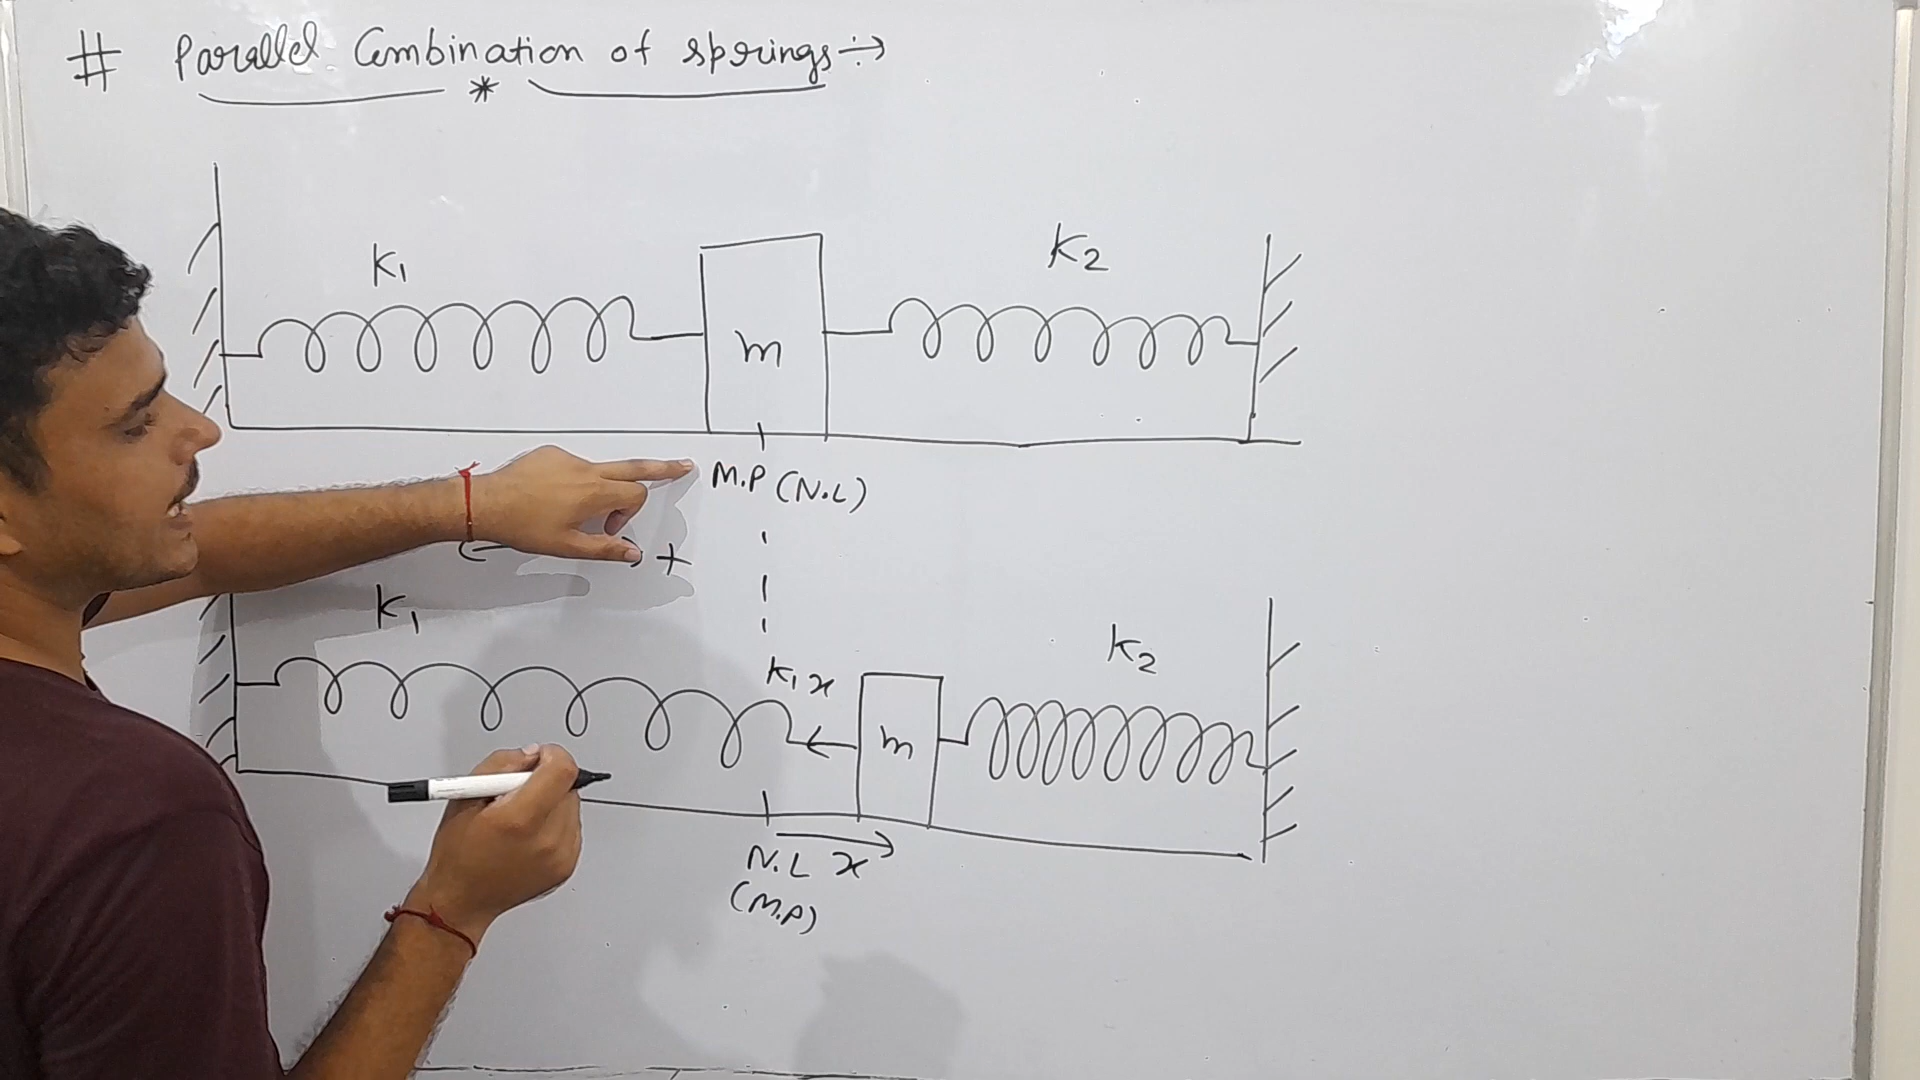 # Parallel Combination of springs ÷→
*
K₁
K₂
m
M.P (N.L)
+
K₁
K₂
K₁x
m
N.L x
(M.P)